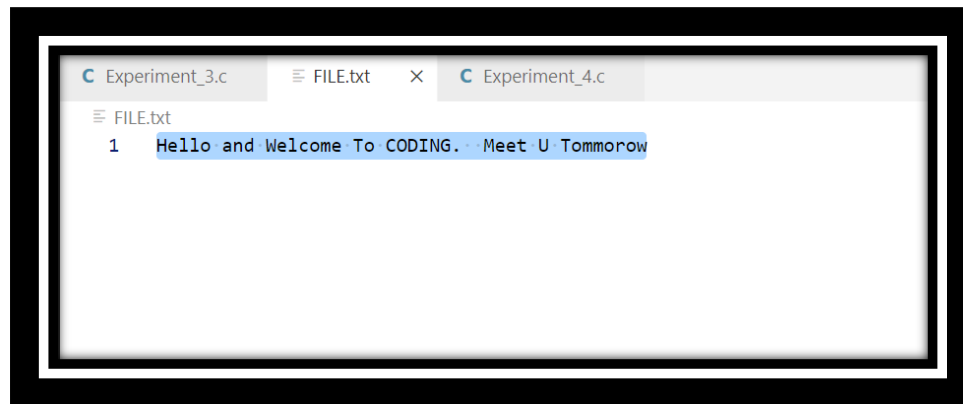 C Experiment_3.c FILE.txt × C Experiment_4.c
FILE.txt
1 Hello and Welcome To CODING.  Meet U Tommorow